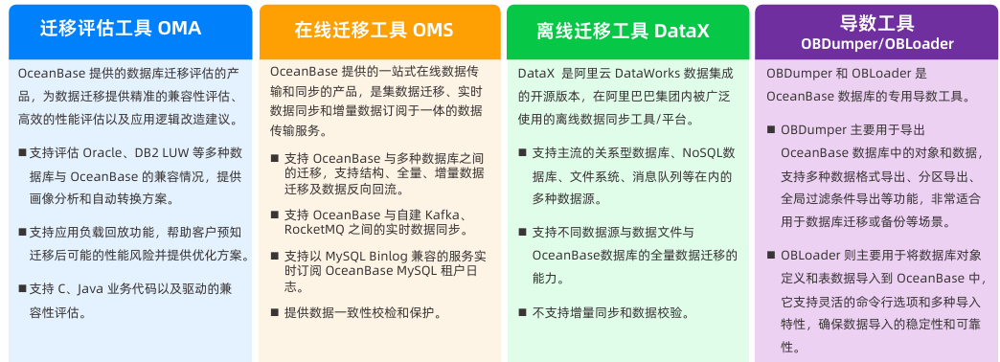 迁移评估工具 OMA
OceanBase 提供的数据库迁移评估的产
品，为数据迁移提供精准的兼容性评估、
高效的性能评估以及应用逻辑改造建议。
■ 支持评估 Oracle、DB2 LUW 等多种数
据库与 OceanBase 的兼容情况，提供
画像分析和自动转换方案。
■ 支持应用负载回放功能，帮助客户预知
迁移后可能的性能风险并提供优化方案。
■ 支持 C、Java 业务代码以及驱动的兼
容性评估。
在线迁移工具 OMS
OceanBase 提供的一站式在线数据传
输和同步的产品，是集数据迁移、实时
数据同步和增量数据订阅于一体的数据
传输服务。
■ 支持 OceanBase 与多种数据库之间
的迁移，支持结构、全量、增量数据
迁移及数据反向回流。
■ 支持 OceanBase 与自建 Kafka、
RocketMQ 之间的实时数据同步。
■ 支持以 MySQL Binlog 兼容的服务实
时订阅 OceanBase MySQL 租户日
志。
■ 提供数据一致性校检和保护。
离线迁移工具 DataX
DataX 是阿里云 DataWorks 数据集成
的开源版本，在阿里巴巴集团内被广泛
使用的离线数据同步工具/平台。
■ 支持主流的关系型数据库、NoSQL数
据库、文件系统、消息队列等在内的
多种数据源。
■ 支持不同数据源与数据文件与
OceanBase数据库的全量数据迁移的
能力。
■ 不支持增量同步和数据校验。
导数工具
OBDumper/OBLoader
OBDumper 和 OBLoader 是
OceanBase 数据库的专用导数工具。
■ OBDumper 主要用于导出
OceanBase 数据库中的对象和数据，
支持多种数据格式导出、分区导出、
全局过滤条件导出等功能，非常适合
用于数据库迁移或备份等场景。
■ OBLoader 则主要用于将数据库对象
定义和表数据导入到 OceanBase 中，
它支持灵活的命令行选项和多种导入
特性，确保数据导入的稳定性和可靠
性。